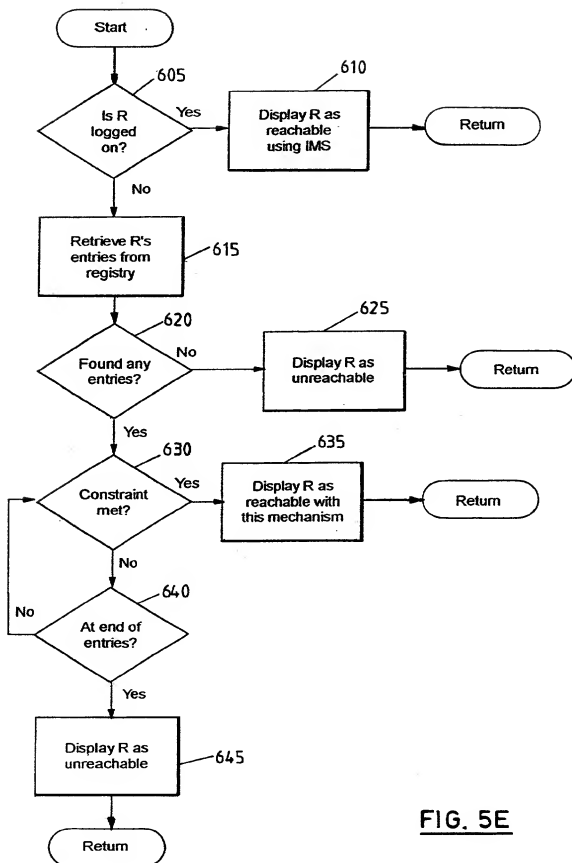 Start
605
Is R
logged
on?
Yes
610
Display R as
reachable
using IMS
Return
No
Retrieve R's
entries from
registry
615
620
Found any
entries?
No
625
Display R as
unreachable
Return
Yes
630
Constraint
met?
Yes
635
Display R as
reachable with
this mechanism
Return
No
640
No
At end of
entries?
Yes
Display R as
unreachable
645
Return
FIG. 5E